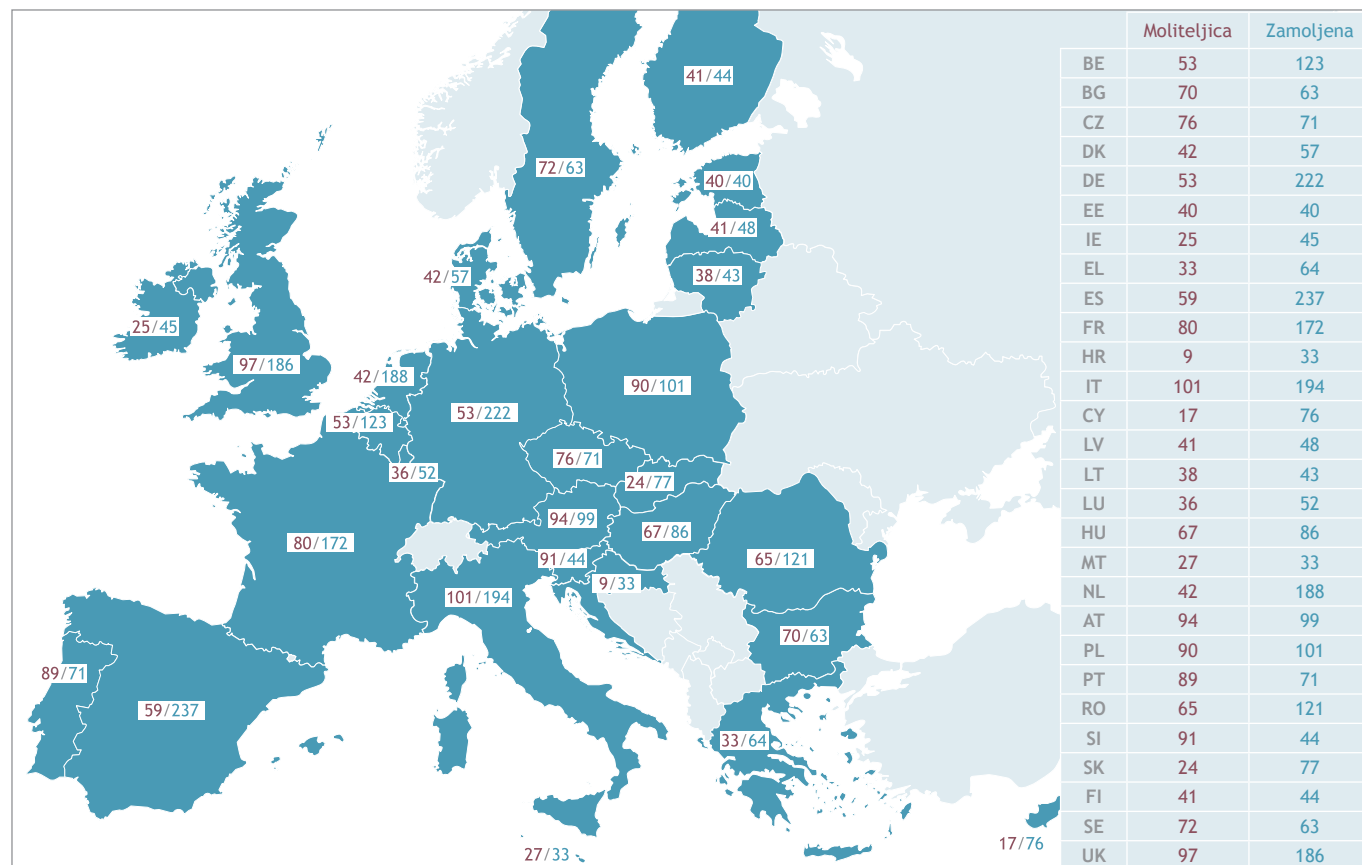 41/44
72/63
40/40
41/48
42/57
38/43
25/45
97/186
42/188
90/101
53/123
53/222
76/71
36/52
24/77
94/99
67/86
80/172
91/44
65/121
9/33
101/194
70/63
89/71
59/237
33/64
17/76
27/33
Moliteljica Zamoljena
BE 53 123
BG 70 63
CZ 76 71
DK 42 57
DE 53 222
EE 40 40
IE 25 45
EL 33 64
ES 59 237
FR 80 172
HR 9 33
IT 101 194
CY 17 76
LV 41 48
LT 38 43
LU 36 52
HU 67 86
MT 27 33
NL 42 188
AT 94 99
PL 90 101
PT 89 71
RO 65 121
SI 91 44
SK 24 77
FI 41 44
SE 72 63
UK 97 186